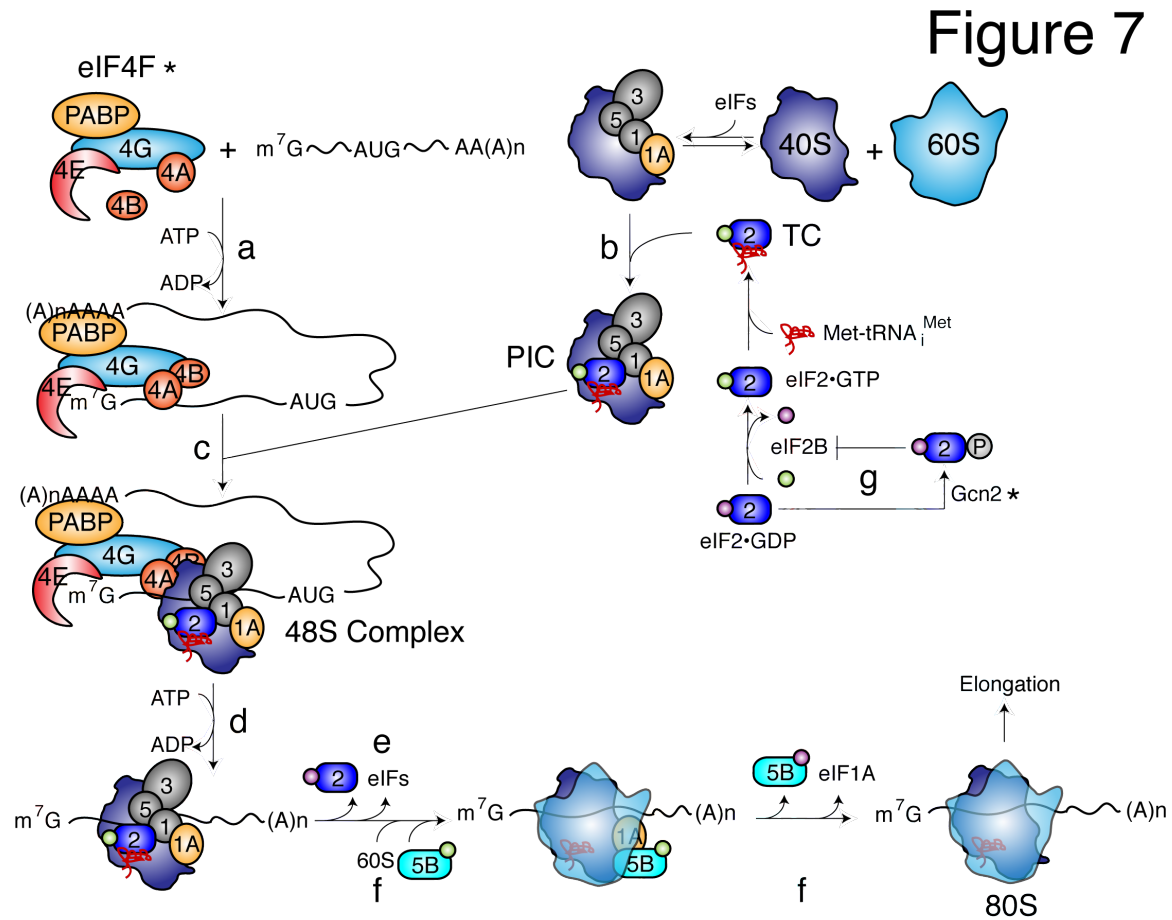 Figure 7
eIF4F *
PABP
4G
4E
4A
4B
+
m7G AUG AA(A)n
3
5
1
1A
eIFs
40S
+
60S
ATP
a
ADP
b
2
TC
(A)nAAAA
PABP
4G
4B
4E
4A
m7G
AUG
PIC
3
5
1
2
1A
Met-tRNAiMet
2
eIF2•GTP
eIF2B
2
P
g
Gcn2 *
2
eIF2•GDP
c
(A)nAAAA
PABP
4G
4B
4E
4A
m7G
AUG
3
5
1
2
1A
48S Complex
ATP
d
ADP
m7G
3
5
1
2
1A
(A)n
e
2
eIFs
60S
5B
f
m7G
1A
5B
(A)n
5B
eIF1A
f
Elongation
m7G
(A)n
80S